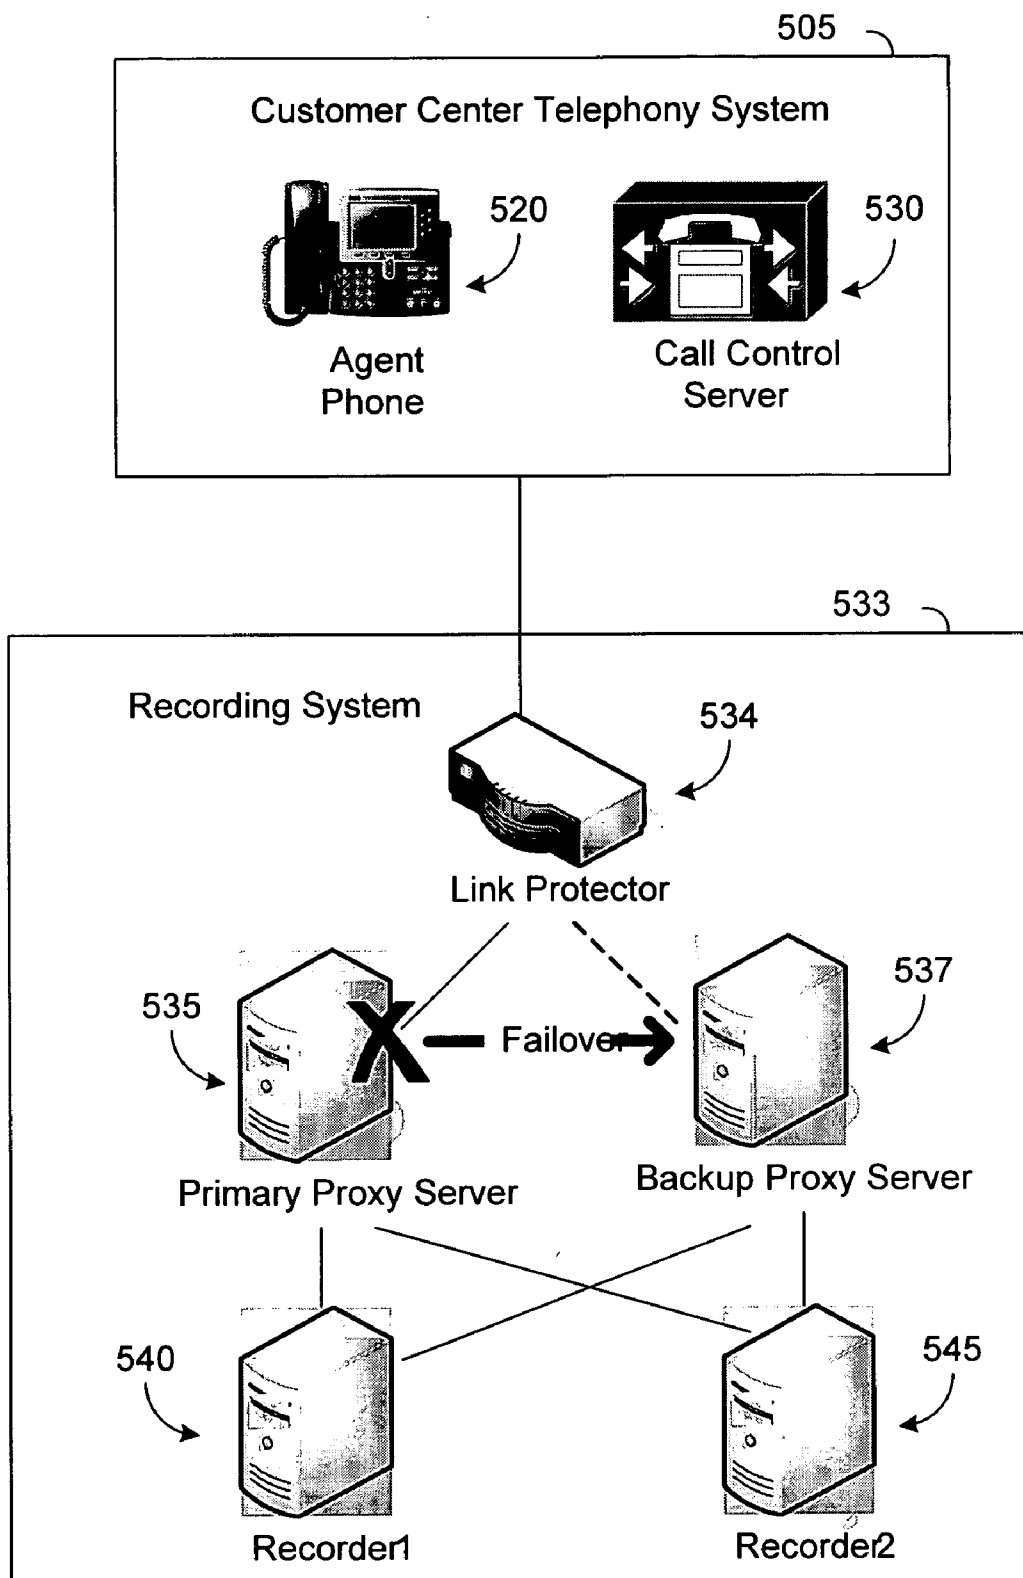 505
Customer Center Telephony System
520
530
Agent
Phone
Call Control
Server
533
Recording System
534
Link Protector
535
537
Failover
Primary Proxy Server
Backup Proxy Server
540
545
Recorder1
Recorder2